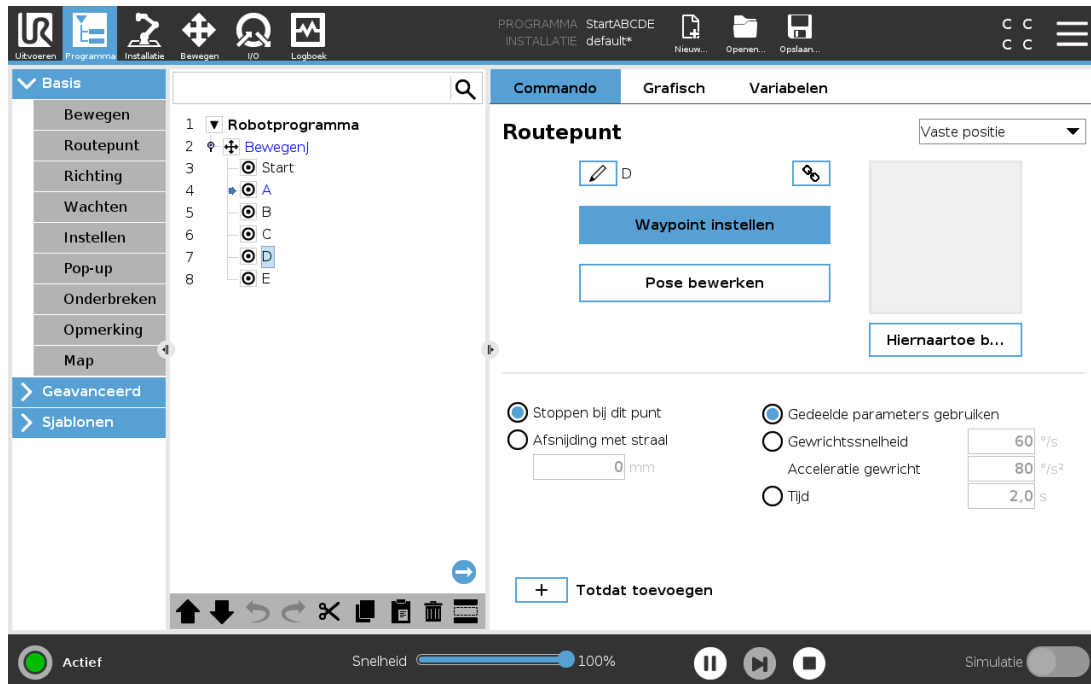 PROGRAMMA StartABCDE
INSTALLATIE default*
Uitvoeren Programma Installatie Bewegen I/O Logboek
Nieuw... Openen... Opslaan...
C C
C C
Basis
Bewegen
Routepunt
Richting
Wachten
Instellen
Pop-up
Onderbreken
Opmerking
Map
Geavanceerd
Sjablonen
1 Robotprogramma
2 BewegenJ
3 Start
4 A
5 B
6 C
7 D
8 E
Commando Grafisch Variabelen
Routepunt
Vaste positie
D
Waypoint instellen
Pose bewerken
Hiernaartoe b...
Stoppen bij dit punt
Afsnijding met straal
0 mm
Gedeelde parameters gebruiken
Gewrichtssnelheid 60 °/s
Acceleratie gewricht 80 °/s²
Tijd 2,0 s
+ Totdat toevoegen
Actief
Snelheid 100%
Simulatie